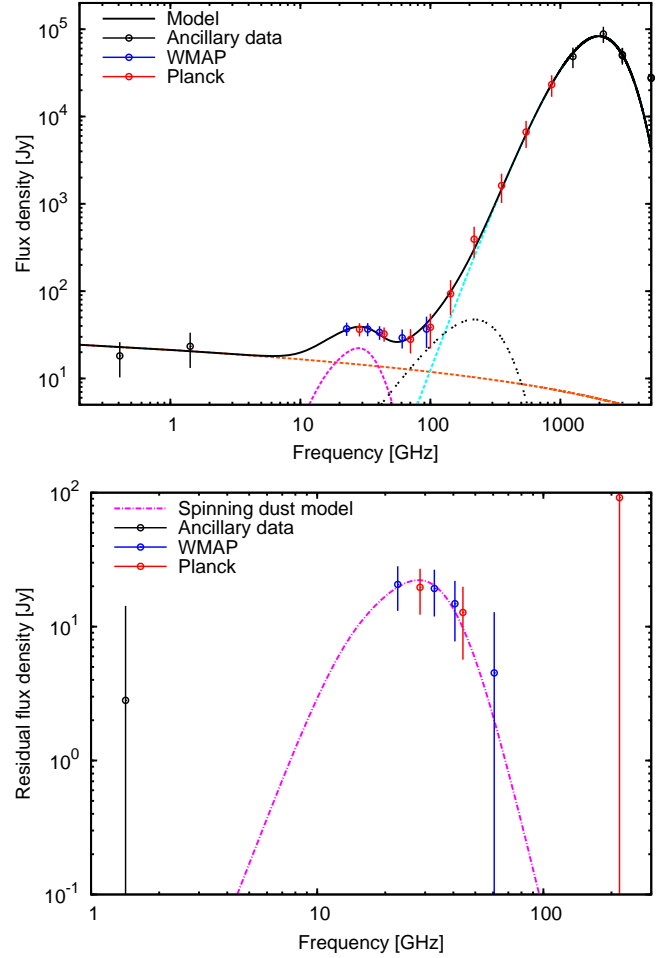 Model
Ancillary data
WMAP
Planck
Flux density [Jy]
10^5
10^4
10^3
10^2
10^1
1 10 100 1000
Frequency [GHz]
Spinning dust model
Ancillary data
WMAP
Planck
Residual flux density [Jy]
10^2
10^1
10^0
10^-1
1 10 100
Frequency [GHz]